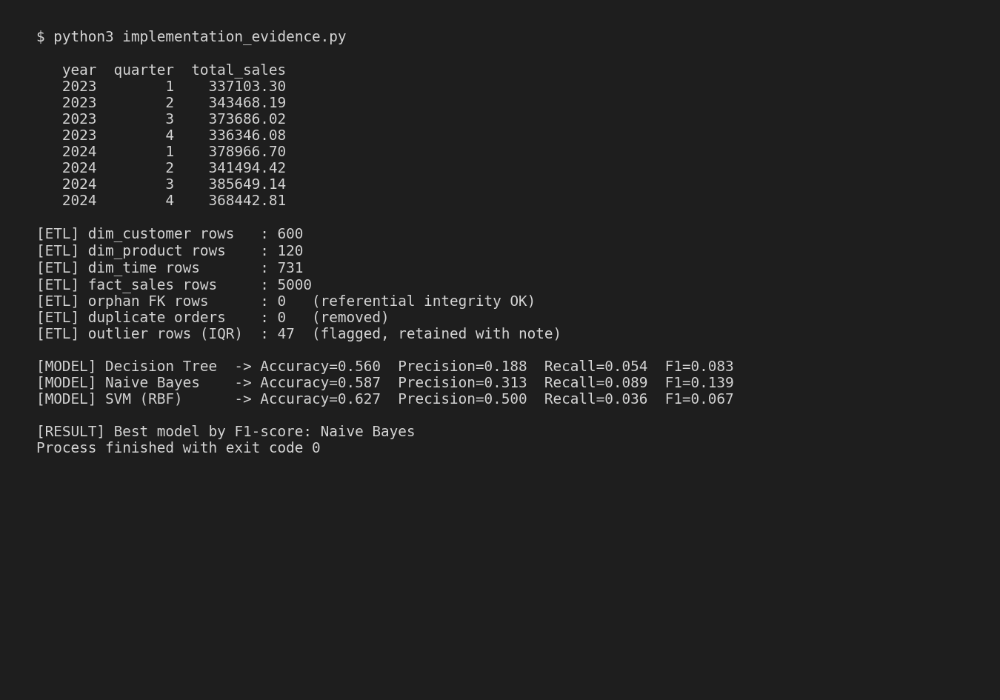 $ python3 implementation_evidence.py
year  quarter  total_sales
2023        1    337103.30
2023        2    343468.19
2023        3    373686.02
2023        4    336346.08
2024        1    378966.70
2024        2    341494.42
2024        3    385649.14
2024        4    368442.81
[ETL] dim_customer rows   : 600
[ETL] dim_product rows    : 120
[ETL] dim_time rows       : 731
[ETL] fact_sales rows     : 5000
[ETL] orphan FK rows      : 0   (referential integrity OK)
[ETL] duplicate orders    : 0   (removed)
[ETL] outlier rows (IQR)  : 47  (flagged, retained with note)
[MODEL] Decision Tree  -> Accuracy=0.560  Precision=0.188  Recall=0.054  F1=0.083
[MODEL] Naive Bayes    -> Accuracy=0.587  Precision=0.313  Recall=0.089  F1=0.139
[MODEL] SVM (RBF)      -> Accuracy=0.627  Precision=0.500  Recall=0.036  F1=0.067
[RESULT] Best model by F1-score: Naive Bayes
Process finished with exit code 0